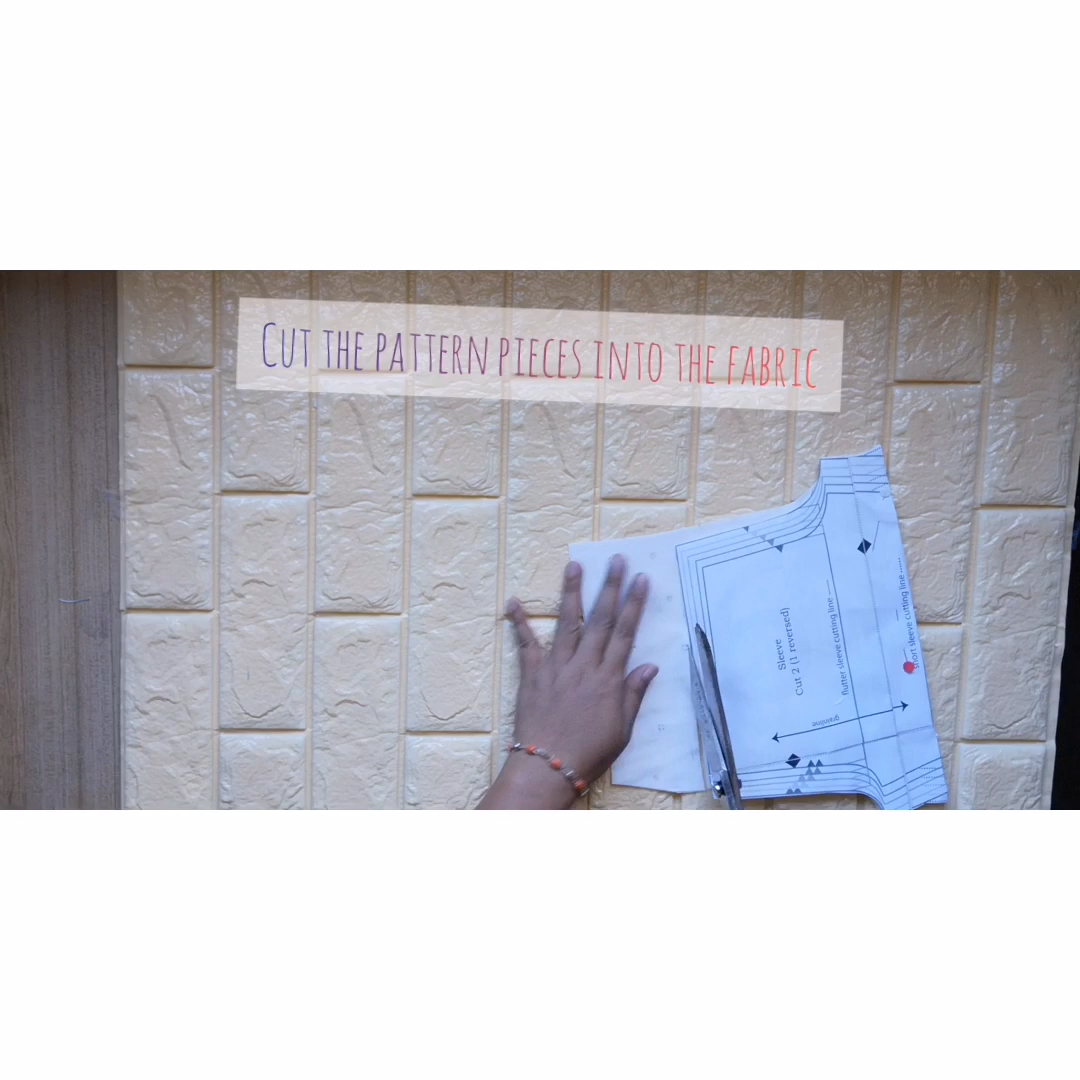 Cut the pattern pieces into the fabric
Sleeve
Cut 2 (1 reversed)
flutter sleeve cutting line
short sleeve cutting line
grainline